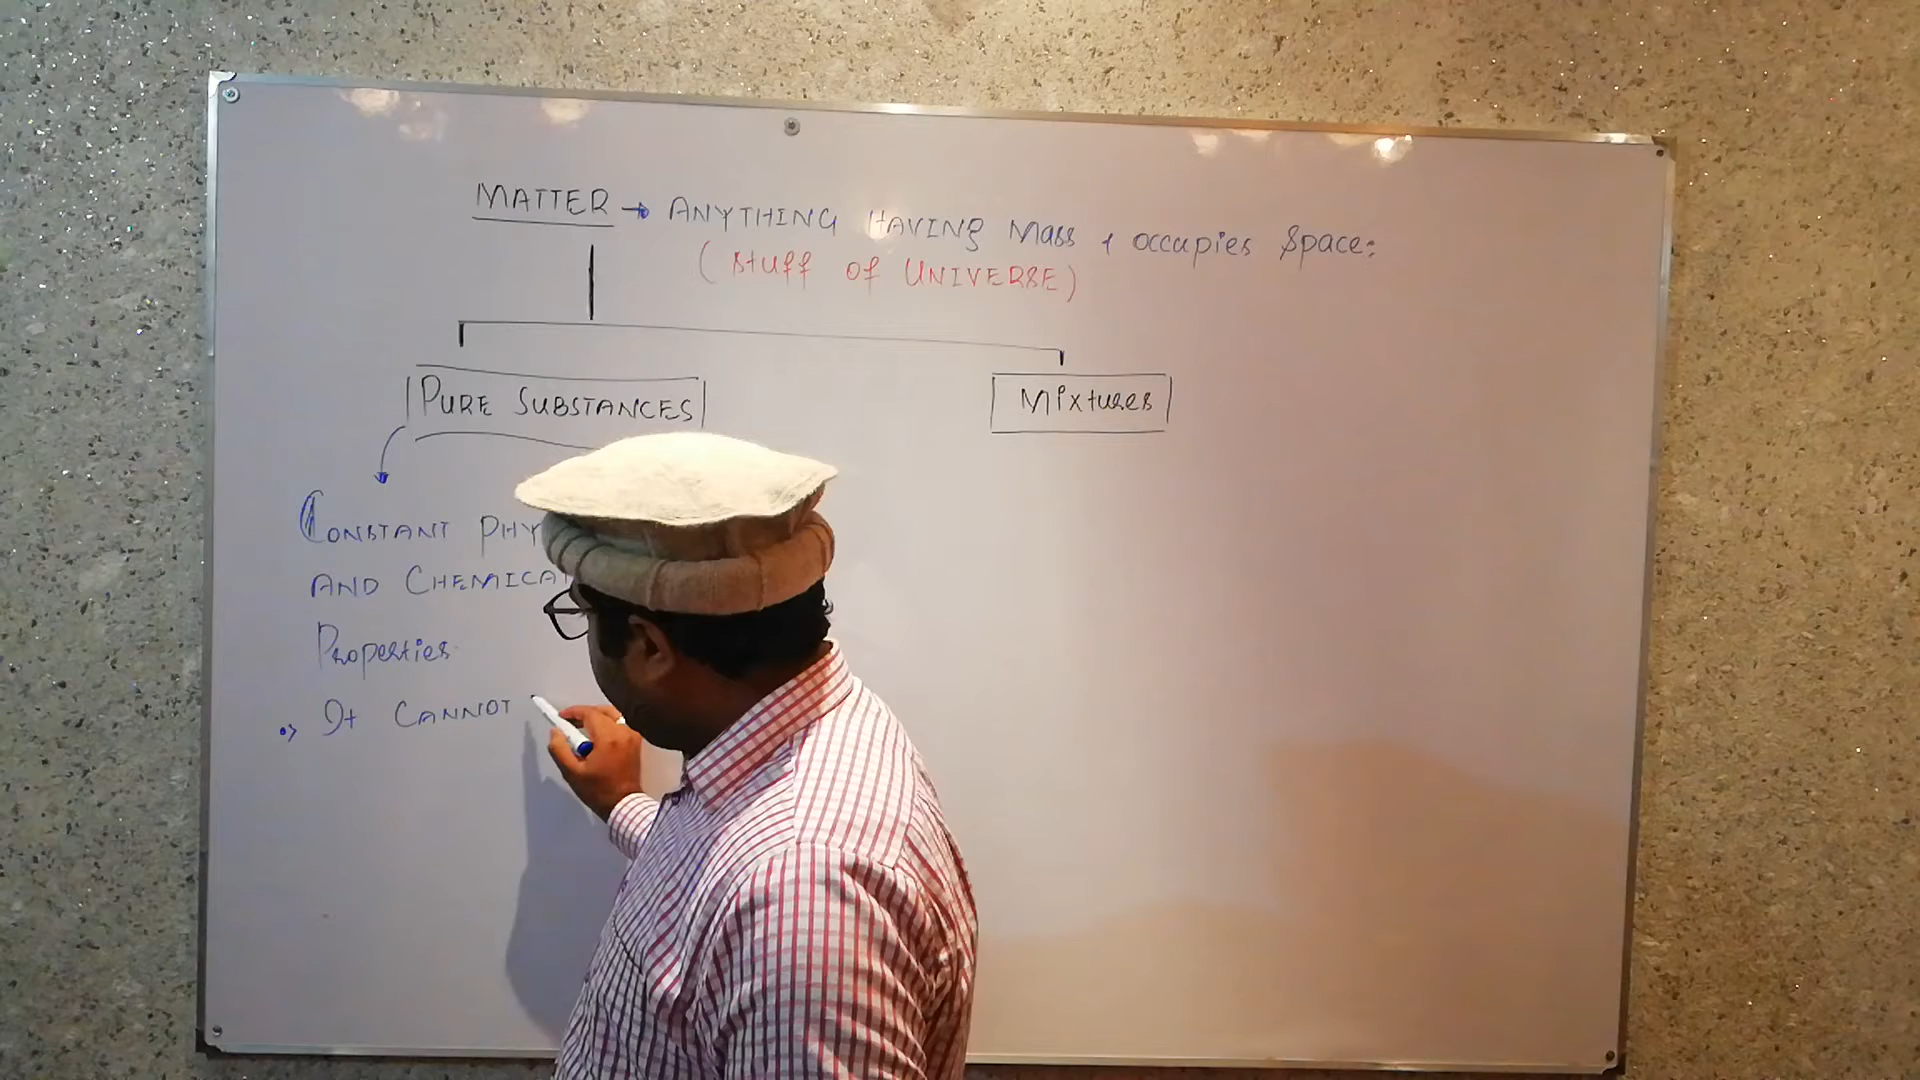 MATTER → ANYTHING HAVING Mass & occupies Space:
(stuff of UNIVERSE)
PURE SUBSTANCES
Mixtures
CONSTANT PHY
AND CHEMICA
Properties
It CANNOT